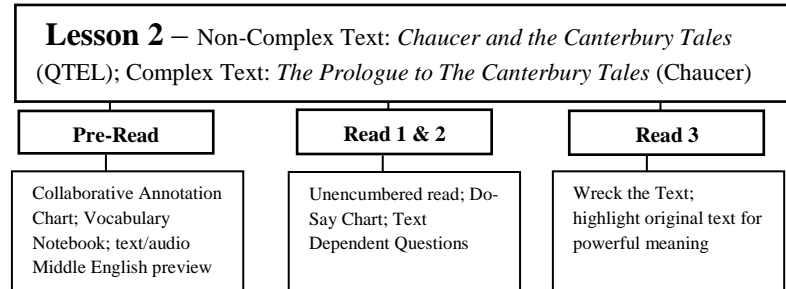 Lesson 2 – Non-Complex Text: Chaucer and the Canterbury Tales
(QTEL); Complex Text: The Prologue to The Canterbury Tales (Chaucer)
Pre-Read
Collaborative Annotation
Chart; Vocabulary
Notebook; text/audio
Middle English preview
Read 1 & 2
Unencumbered read; Do-
Say Chart; Text
Dependent Questions
Read 3
Wreck the Text;
highlight original text for
powerful meaning